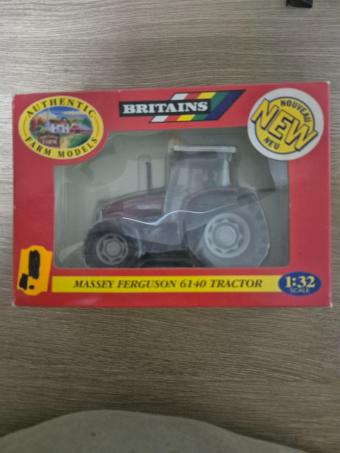 AUTHENTIC
FARM MODELS
BRITAINS
NOUVEAU
NEW
NEU
MASSEY FERGUSON 6140 TRACTOR
1:32
SCALE